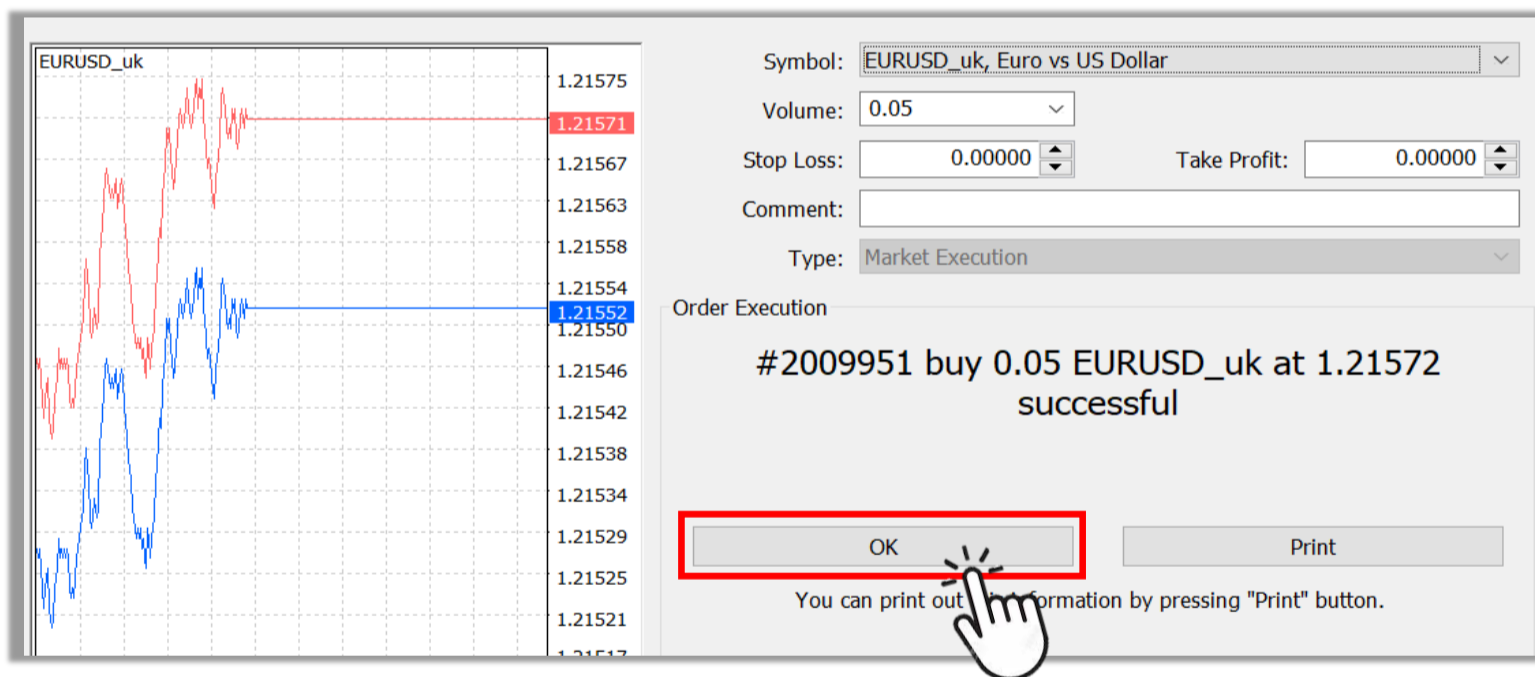 EURUSD_uk
1.21575
1.21571
1.21567
1.21563
1.21558
1.21554
1.21552
1.21550
1.21546
1.21542
1.21538
1.21534
1.21529
1.21525
1.21521
Symbol: EURUSD_uk, Euro vs US Dollar
Volume: 0.05
Stop Loss: 0.00000 Take Profit: 0.00000
Comment:
Type: Market Execution
Order Execution
#2009951 buy 0.05 EURUSD_uk at 1.21572
successful
OK Print
You can print out information by pressing "Print" button.